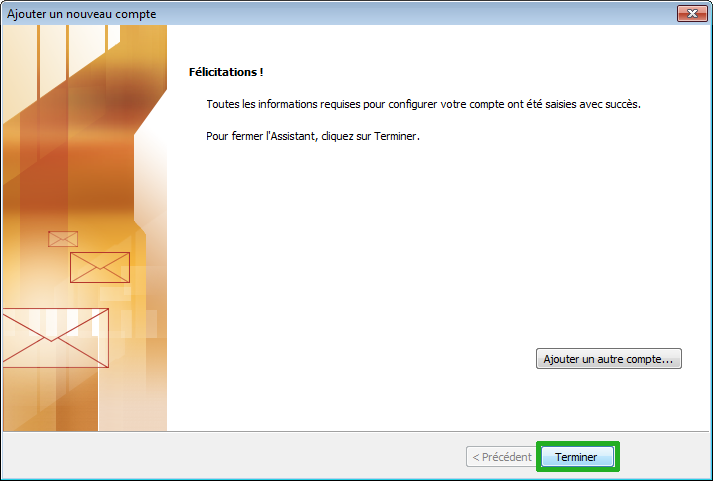 Ajouter un nouveau compte
Félicitations !
Toutes les informations requises pour configurer votre compte ont été saisies avec succès.
Pour fermer l'Assistant, cliquez sur Terminer.
Ajouter un autre compte...
< Précédent
Terminer